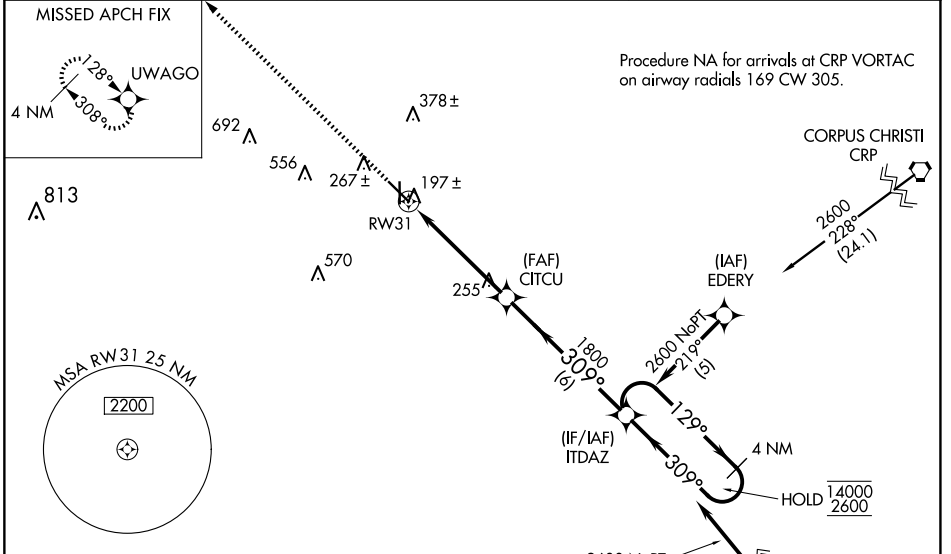 MISSED APCH FIX
128°
UWAGO
4 NM
308°
Procedure NA for arrivals at CRP VORTAC
on airway radials 169 CW 305.
378 ±
692
556
267 ±
197 ±
RW31
813
570
255
(FAF)
CITCU
CORPUS CHRISTI
CRP
2600
228°
(24.1)
(IAF)
EDERY
2600 NoPT
219°
(5)
1800
309°
(6)
129°
(IF/IAF)
ITDAZ
4 NM
309°
HOLD
14000
2600
MSA RW31 25 NM
2200